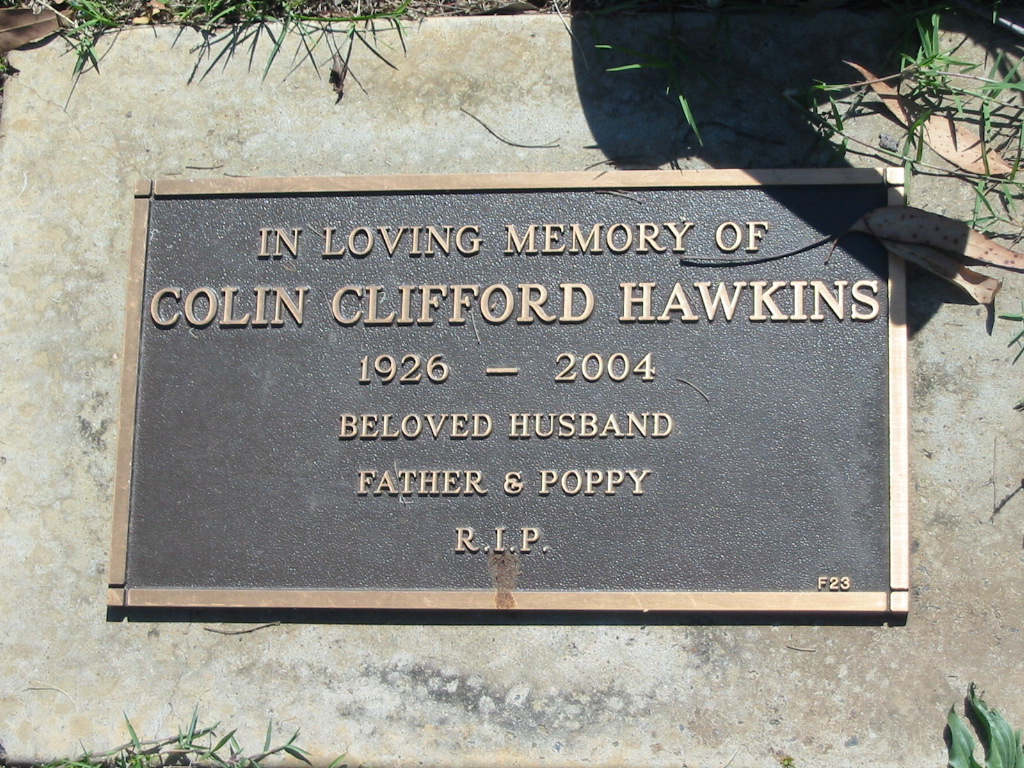 IN LOVING MEMORY OF
COLIN CLIFFORD HAWKINS
1926 — 2004
BELOVED HUSBAND
FATHER & POPPY
R.I.P.
F23